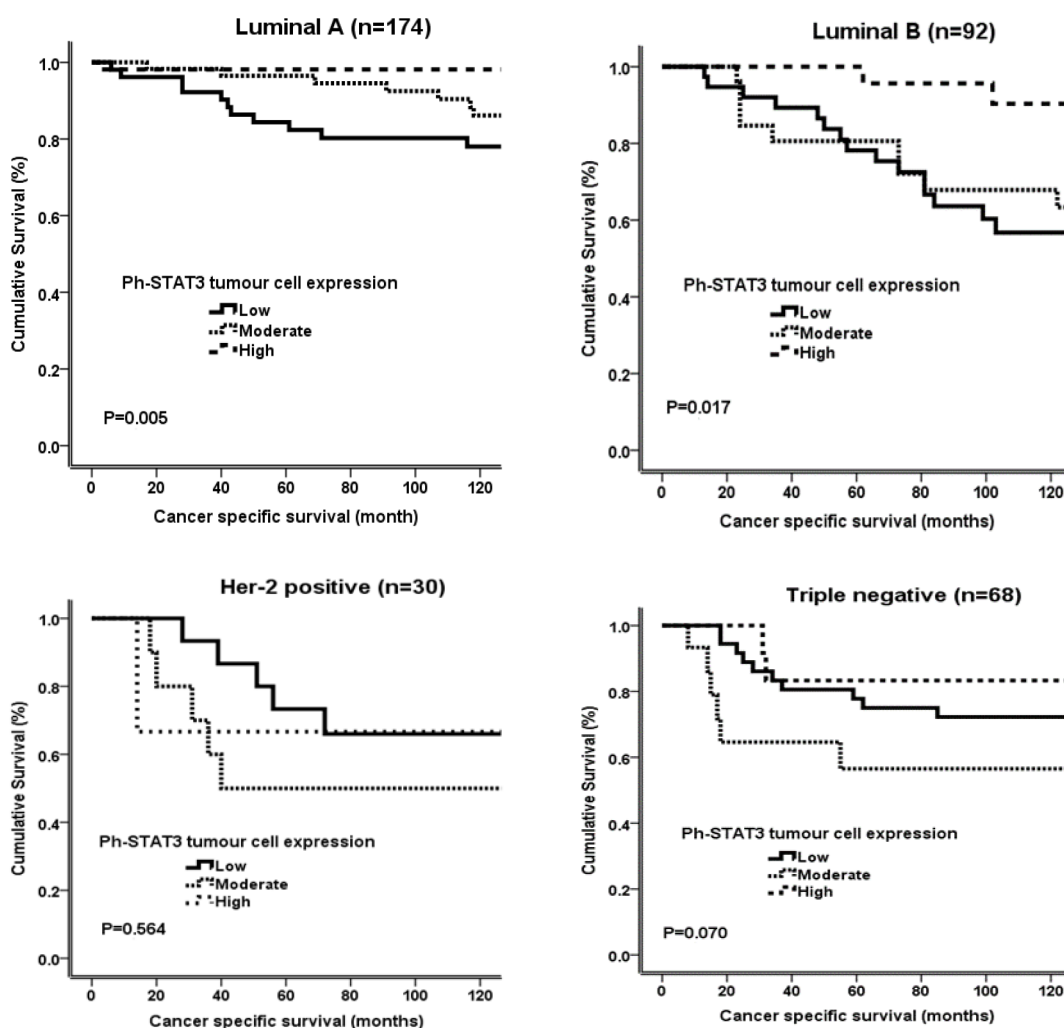 Luminal A (n=174)
Cumulative Survival (%)
1.0
0.8
0.6
0.4
0.2
0.0
Ph-STAT3 tumour cell expression
Low
Moderate
High
P=0.005
0 20 40 60 80 100 120
Cancer specific survival (month)
Luminal B (n=92)
Cumulative Survival (%)
1.0
0.8
0.6
0.4
0.2
0.0
Ph-STAT3 tumour cell expression
Low
Moderate
High
P=0.017
0 20 40 60 80 100 120
Cancer specific survival (months)
Her-2 positive (n=30)
Cumulative Survival (%)
1.0
0.8
0.6
0.4
0.2
0.0
Ph-STAT3 tumour cell expression
Low
Moderate
High
P=0.564
0 20 40 60 80 100 120
Cancer specific survival (months)
Triple negative (n=68)
Cumulative Survival (%)
1.0
0.8
0.6
0.4
0.2
0.0
Ph-STAT3 tumour cell expression
Low
Moderate
High
P=0.070
0 20 40 60 80 100 120
Cancer specific survival (months)